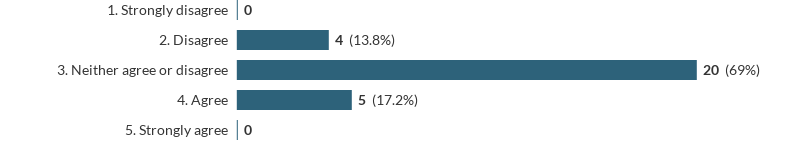 1. Strongly disagree 0
2. Disagree 4 (13.8%)
3. Neither agree or disagree 20 (69%)
4. Agree 5 (17.2%)
5. Strongly agree 0